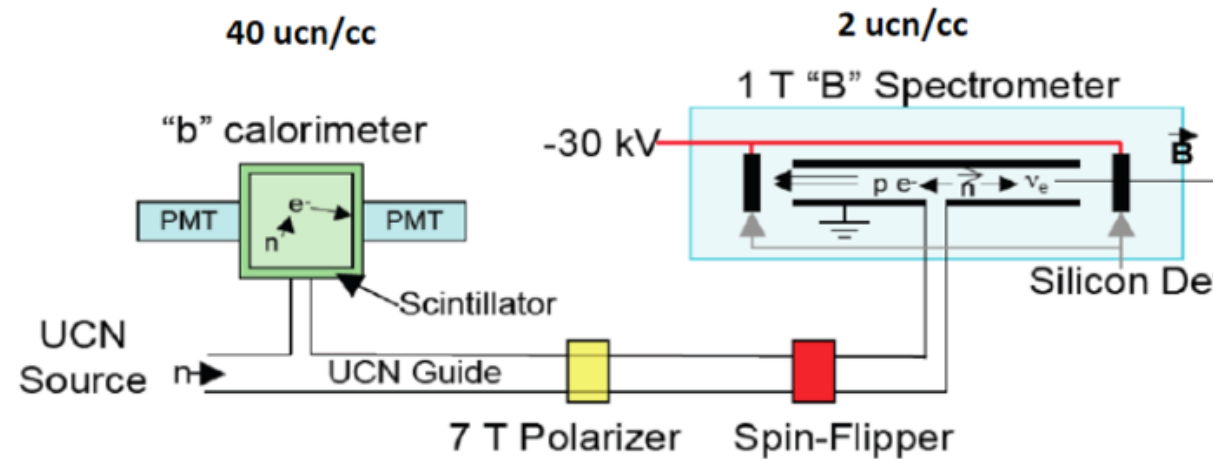 40 ucn/cc
2 ucn/cc
1 T “B” Spectrometer
“b” calorimeter
-30 kV
B
PMT
e-
n
PMT
p e- n νe
Scintillator
Silicon De
UCN
Source
n
UCN Guide
7 T Polarizer
Spin-Flipper